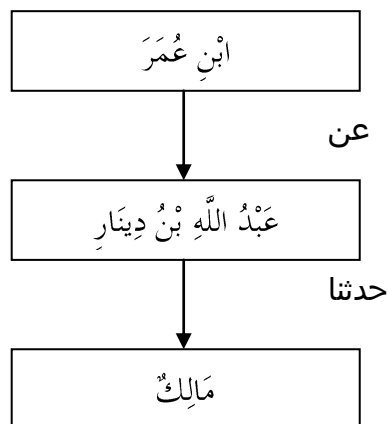 ابْنِ عُمَرَ
عن
عَبْدُ اللَّهِ بْنُ دِينَارِ
حدثنا
مَالِكٌ